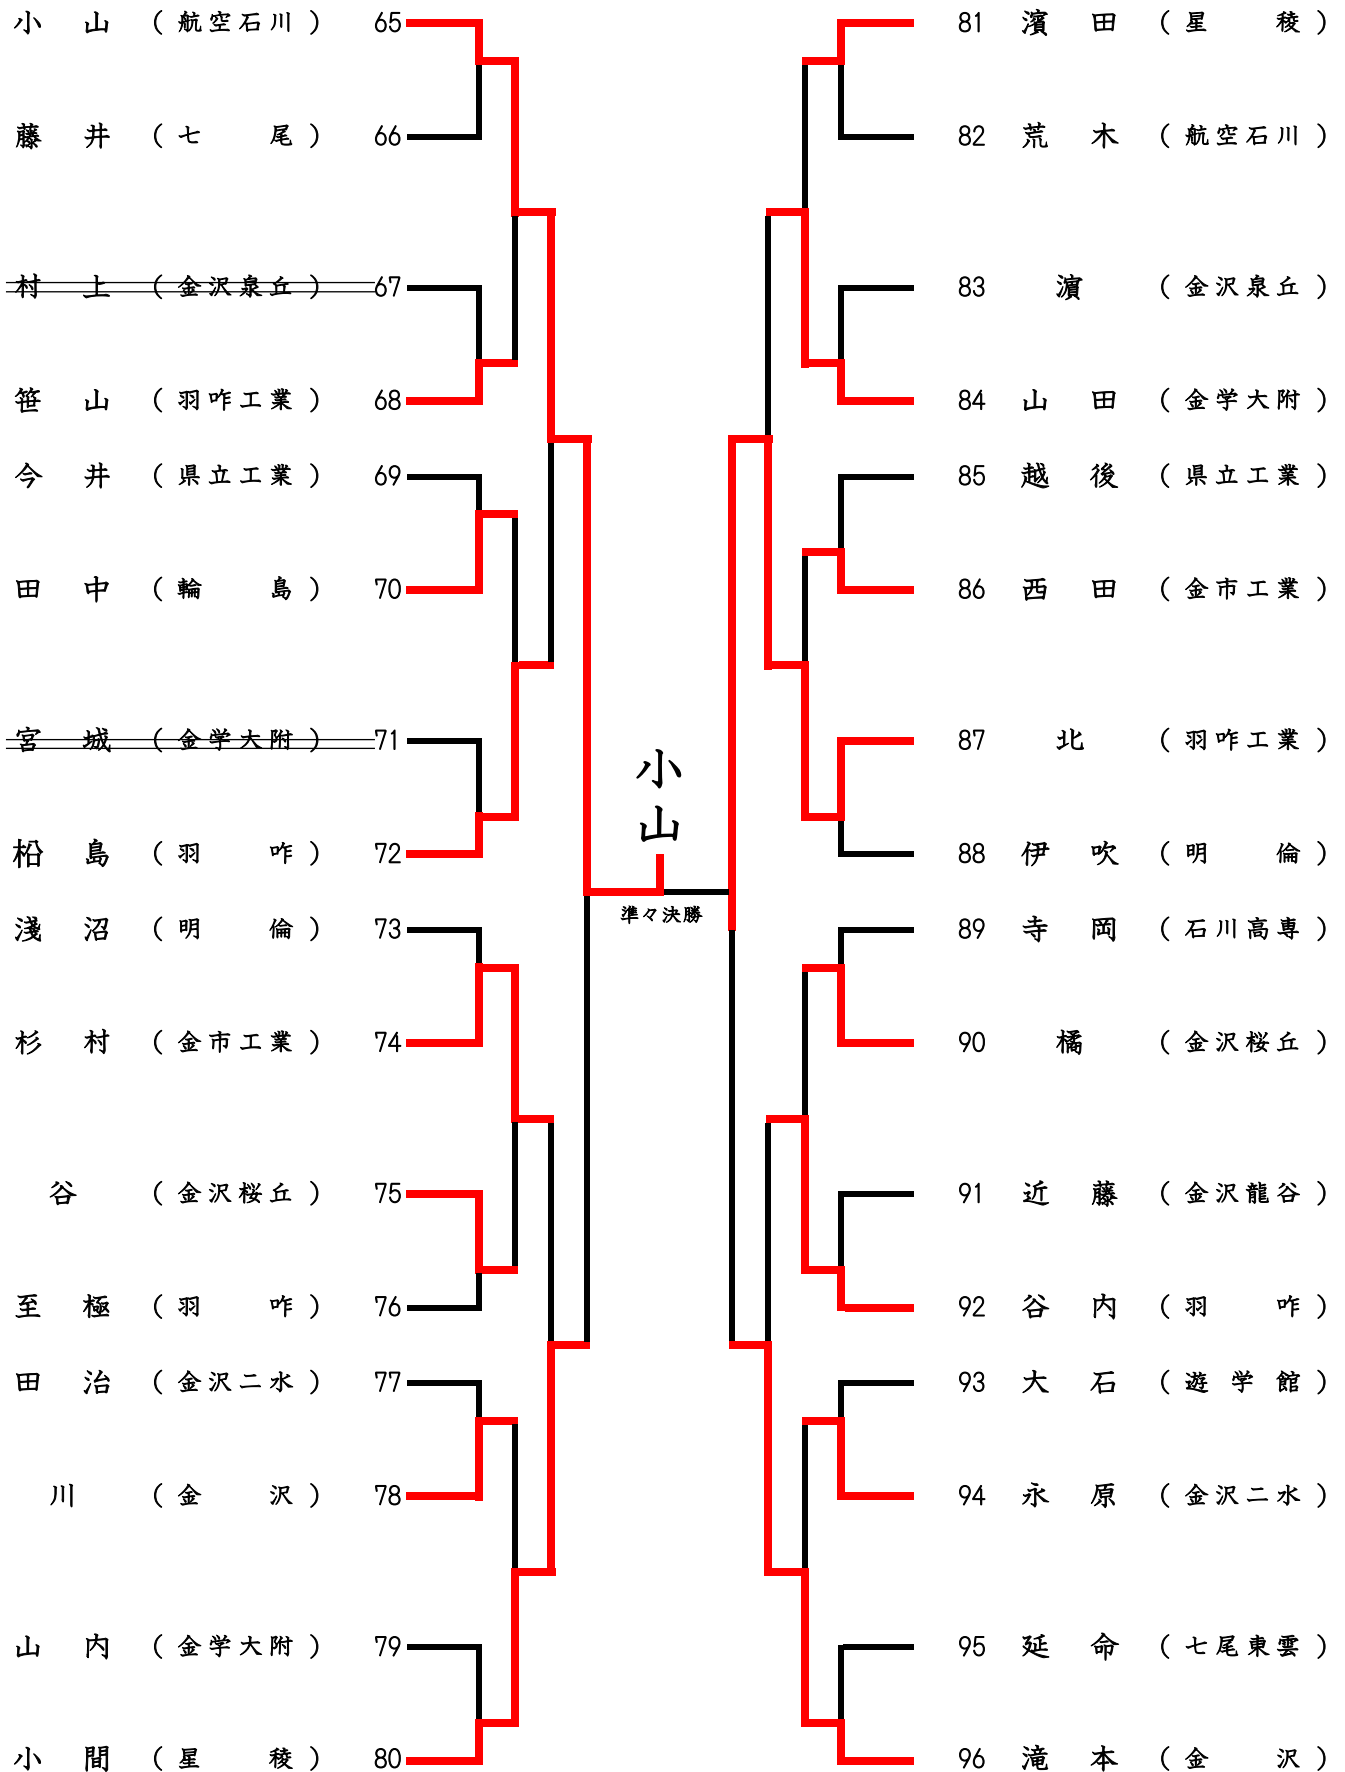 小山（航空石川）65
藤井（七尾）66
村上（金沢泉丘）67
笹山（羽咋工業）68
今井（県立工業）69
田中（輪島）70
宮城（金学大附）71
松島（羽咋）72
淺沼（明倫）73
杉村（金市工業）74
谷（金沢桜丘）75
至極（羽咋）76
田治（金沢二水）77
川（金沢）78
山内（金学大附）79
小間（星稜）80
小山
準々決勝
81 濱田（星稜）
82 荒木（航空石川）
83 濵（金沢泉丘）
84 山田（金学大附）
85 越後（県立工業）
86 西田（金市工業）
87 北（羽咋工業）
88 伊吹（明倫）
89 寺岡（石川高専）
90 橘（金沢桜丘）
91 近藤（金沢龍谷）
92 谷内（羽咋）
93 大石（遊学館）
94 永原（金沢二水）
95 延命（七尾東雲）
96 滝本（金沢）